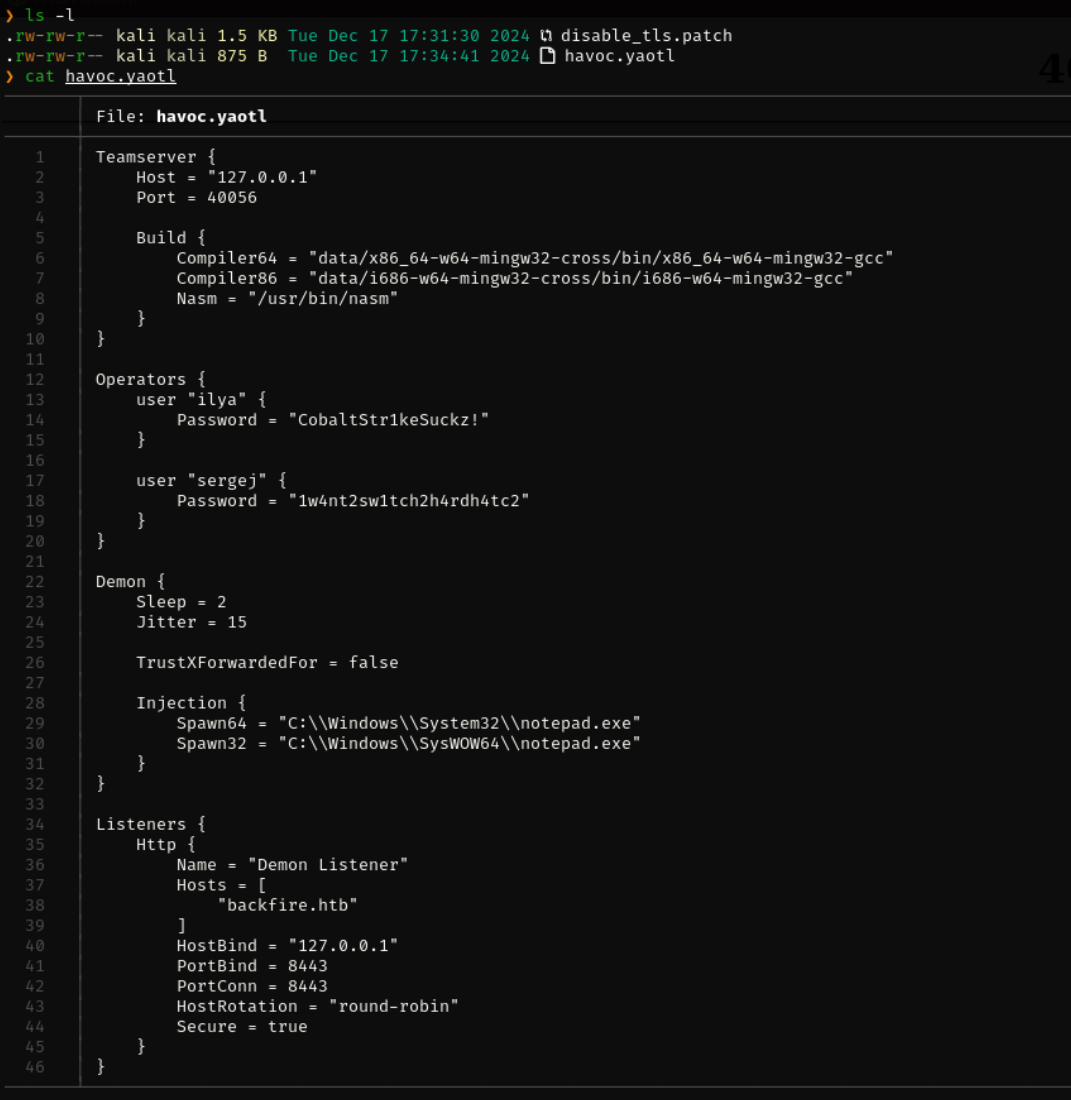 ❯ ls -l
.rw-rw-r-- kali kali 1.5 KB Tue Dec 17 17:31:30 2024 disable_tls.patch
.rw-rw-r-- kali kali 875 B Tue Dec 17 17:34:41 2024 havoc.yaotl
❯ cat havoc.yaotl
File: havoc.yaotl
1 Teamserver {
2     Host = "127.0.0.1"
3     Port = 40056
4
5     Build {
6         Compiler64 = "data/x86_64-w64-mingw32-cross/bin/x86_64-w64-mingw32-gcc"
7         Compiler86 = "data/i686-w64-mingw32-cross/bin/i686-w64-mingw32-gcc"
8         Nasm = "/usr/bin/nasm"
9     }
10 }
11
12 Operators {
13     user "ilya" {
14         Password = "CobaltStr1keSuckz!"
15     }
16
17     user "sergej" {
18         Password = "1w4nt2sw1tch2h4rdh4tc2"
19     }
20 }
21
22 Demon {
23     Sleep = 2
24     Jitter = 15
25
26     TrustXForwardedFor = false
27
28     Injection {
29         Spawn64 = "C:\\Windows\\System32\\notepad.exe"
30         Spawn32 = "C:\\Windows\\SysWOW64\\notepad.exe"
31     }
32 }
33
34 Listeners {
35     Http {
36         Name = "Demon Listener"
37         Hosts = [
38             "backfire.htb"
39         ]
40         HostBind = "127.0.0.1"
41         PortBind = 8443
42         PortConn = 8443
43         HostRotation = "round-robin"
44         Secure = true
45     }
46 }